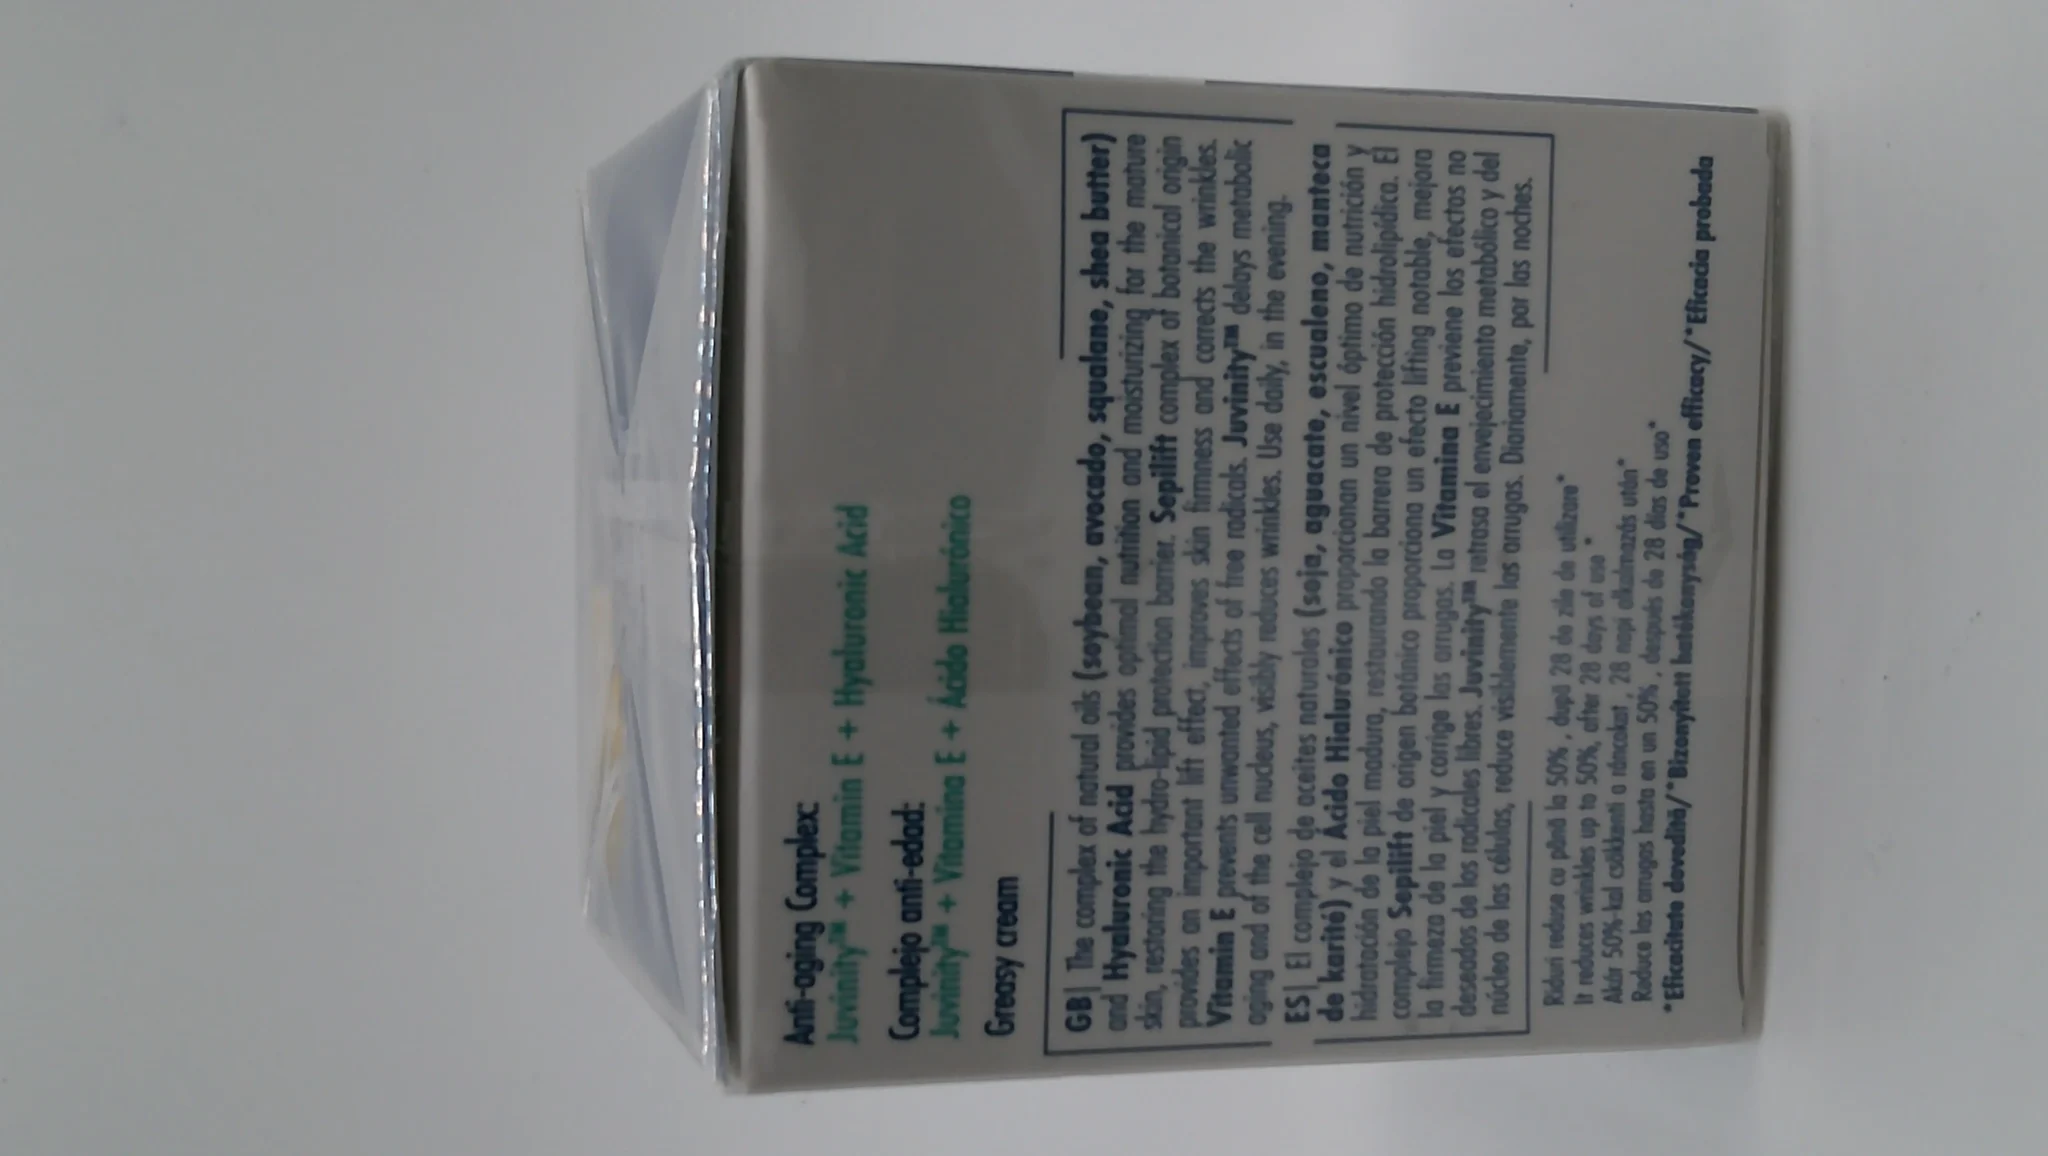 Anti-aging Complex:
Juvinity™ + Vitamin E + Hyaluronic Acid
Complejo anti-edad:
Juvinity™ + Vitamina E + Ácido Hialurónico
Greasy cream
GB| The complex of natural oils (soybean, avocado, squalane, shea butter)
and Hyaluronic Acid provides optimal nutrition and moisturizing for the mature
skin, restoring the hydro-lipid protection barrier. Sepilift complex of botanical origin
provides an important lift effect, improves skin firmness and corrects the wrinkles.
Vitamin E prevents unwanted effects of free radicals. Juvinity™ delays metabolic
aging and of the cell nucleus, visibly reduces wrinkles. Use daily, in the evening.
ES| El complejo de aceites naturales (soja, aguacate, escualeno, manteca
de karité) y el Ácido Hialurónico proporcionan un nivel óptimo de nutrición y
hidratación de la piel madura, restaurando la barrera de protección hidrolipídica. El
complejo Sepilift de origen botánico proporciona un efecto lifting notable, mejora
la firmeza de la piel y corrige las arrugas. La Vitamina E previene los efectos no
deseados de los radicales libres. Juvinity™ retrasa el envejecimiento metabólico y del
núcleo de las células, reduce visiblemente las arrugas. Diariamente, por las noches.
Riduri reduse cu până la 50% , după 28 de zile de utilizare*
It reduces wrinkles up to 50%, after 28 days of use*
Akár 50%-kal csökkenti a ráncokat, 28 napi alkalmazás után*
Reduce las arrugas hasta en un 50% , después de 28 días de uso*
*Eficacitate dovedită/*Bizonyított hatékonyság/*Proven efficacy/*Eficacia probada